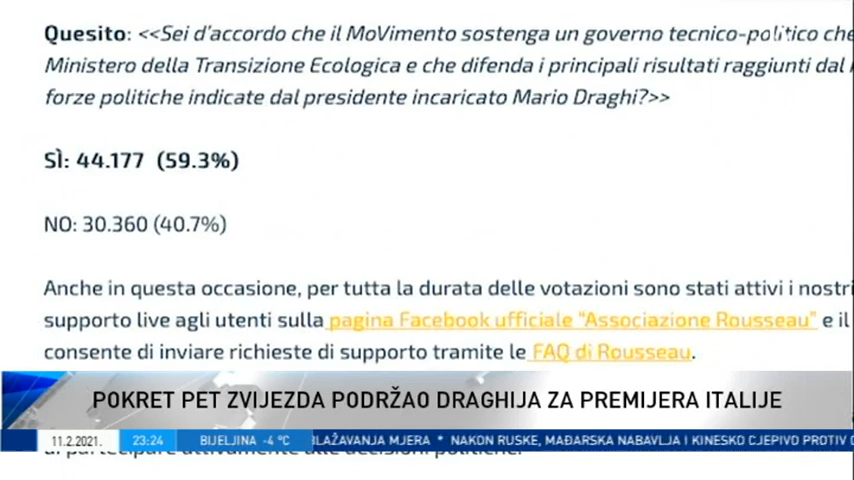 Quesito: <<Sei d'accordo che il MoVimento sostenga un governo tecnico-politico che
Ministero della Transizione Ecologica e che difenda i principali risultati raggiunti dal
forze politiche indicate dal presidente incaricato Mario Draghi?>>
SÌ: 44.177 (59.3%)
NO: 30.360 (40.7%)
Anche in questa occasione, per tutta la durata delle votazioni sono stati attivi i nostri
supporto live agli utenti sulla pagina Facebook ufficiale "Associazione Rousseau" e il
consente di inviare richieste di supporto tramite le FAQ di Rousseau.
POKRET PET ZVIJEZDA PODRŽAO DRAGHIJA ZA PREMIJERA ITALIJE
11.2.2021. 23:24 BIJELJINA -4 °C LAŽAVANJA MJERA * NAKON RUSKE, MAĐARSKA NABAVLJA I KINESKO CJEPIVO PROTIV